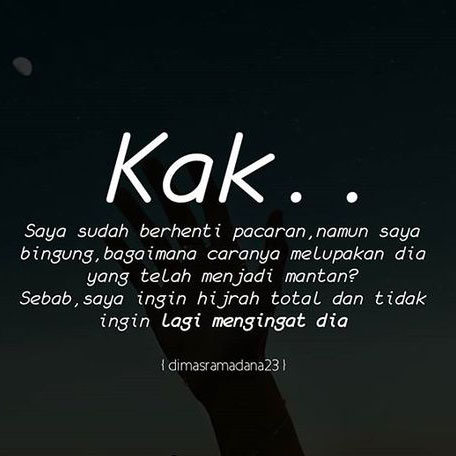 Kak..
Saya sudah berhenti pacaran,namun saya
bingung,bagaimana caranya melupakan dia
yang telah menjadi mantan?
Sebab,saya ingin hijrah total dan tidak
ingin lagi mengingat dia
{dimasramadana23}